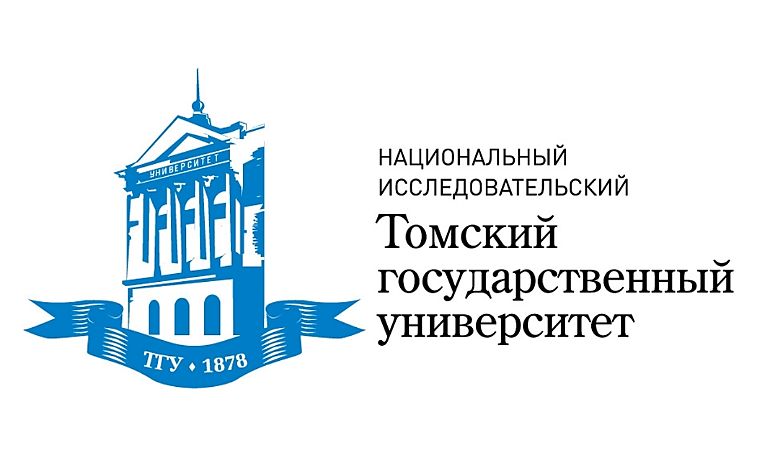 УНИВЕРСИТЕТ
ТГУ ♦ 1878
НАЦИОНАЛЬНЫЙ
ИССЛЕДОВАТЕЛЬСКИЙ
Томский
государственный
университет